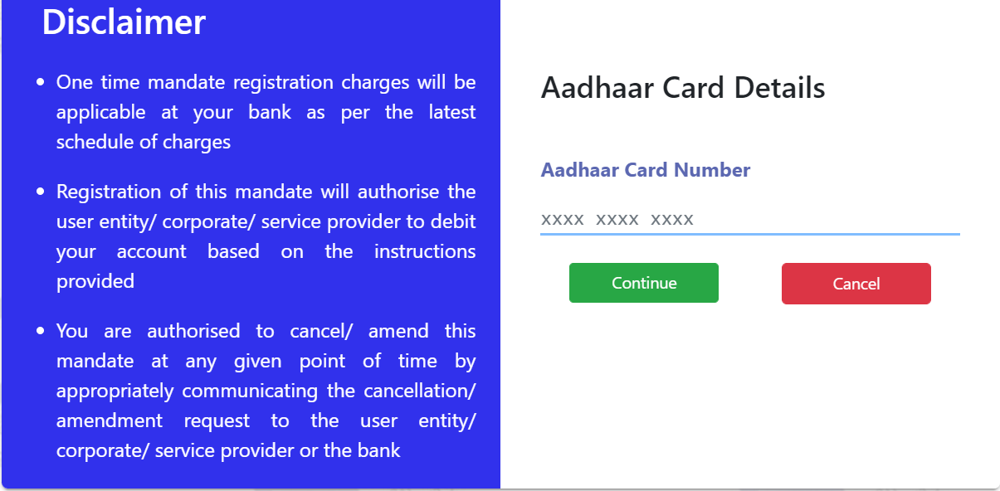 Disclaimer
One time mandate registration charges will be
applicable at your bank as per the latest
schedule of charges
Registration of this mandate will authorise the
user entity/ corporate/ service provider to debit
your account based on the instructions
provided
You are authorised to cancel/ amend this
mandate at any given point of time by
appropriately communicating the cancellation/
amendment request to the user entity/
corporate/ service provider or the bank
Aadhaar Card Details
Aadhaar Card Number
xxxx xxxx xxxx
Continue
Cancel